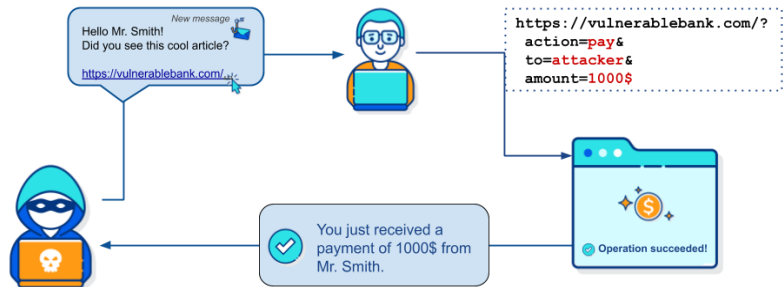 New message
Hello Mr. Smith!
Did you see this cool article?
https://vulnerablebank.com/...
https://vulnerablebank.com/?
action=pay&
to=attacker&
amount=1000$
$
Operation succeeded!
You just received a
payment of 1000$ from
Mr. Smith.